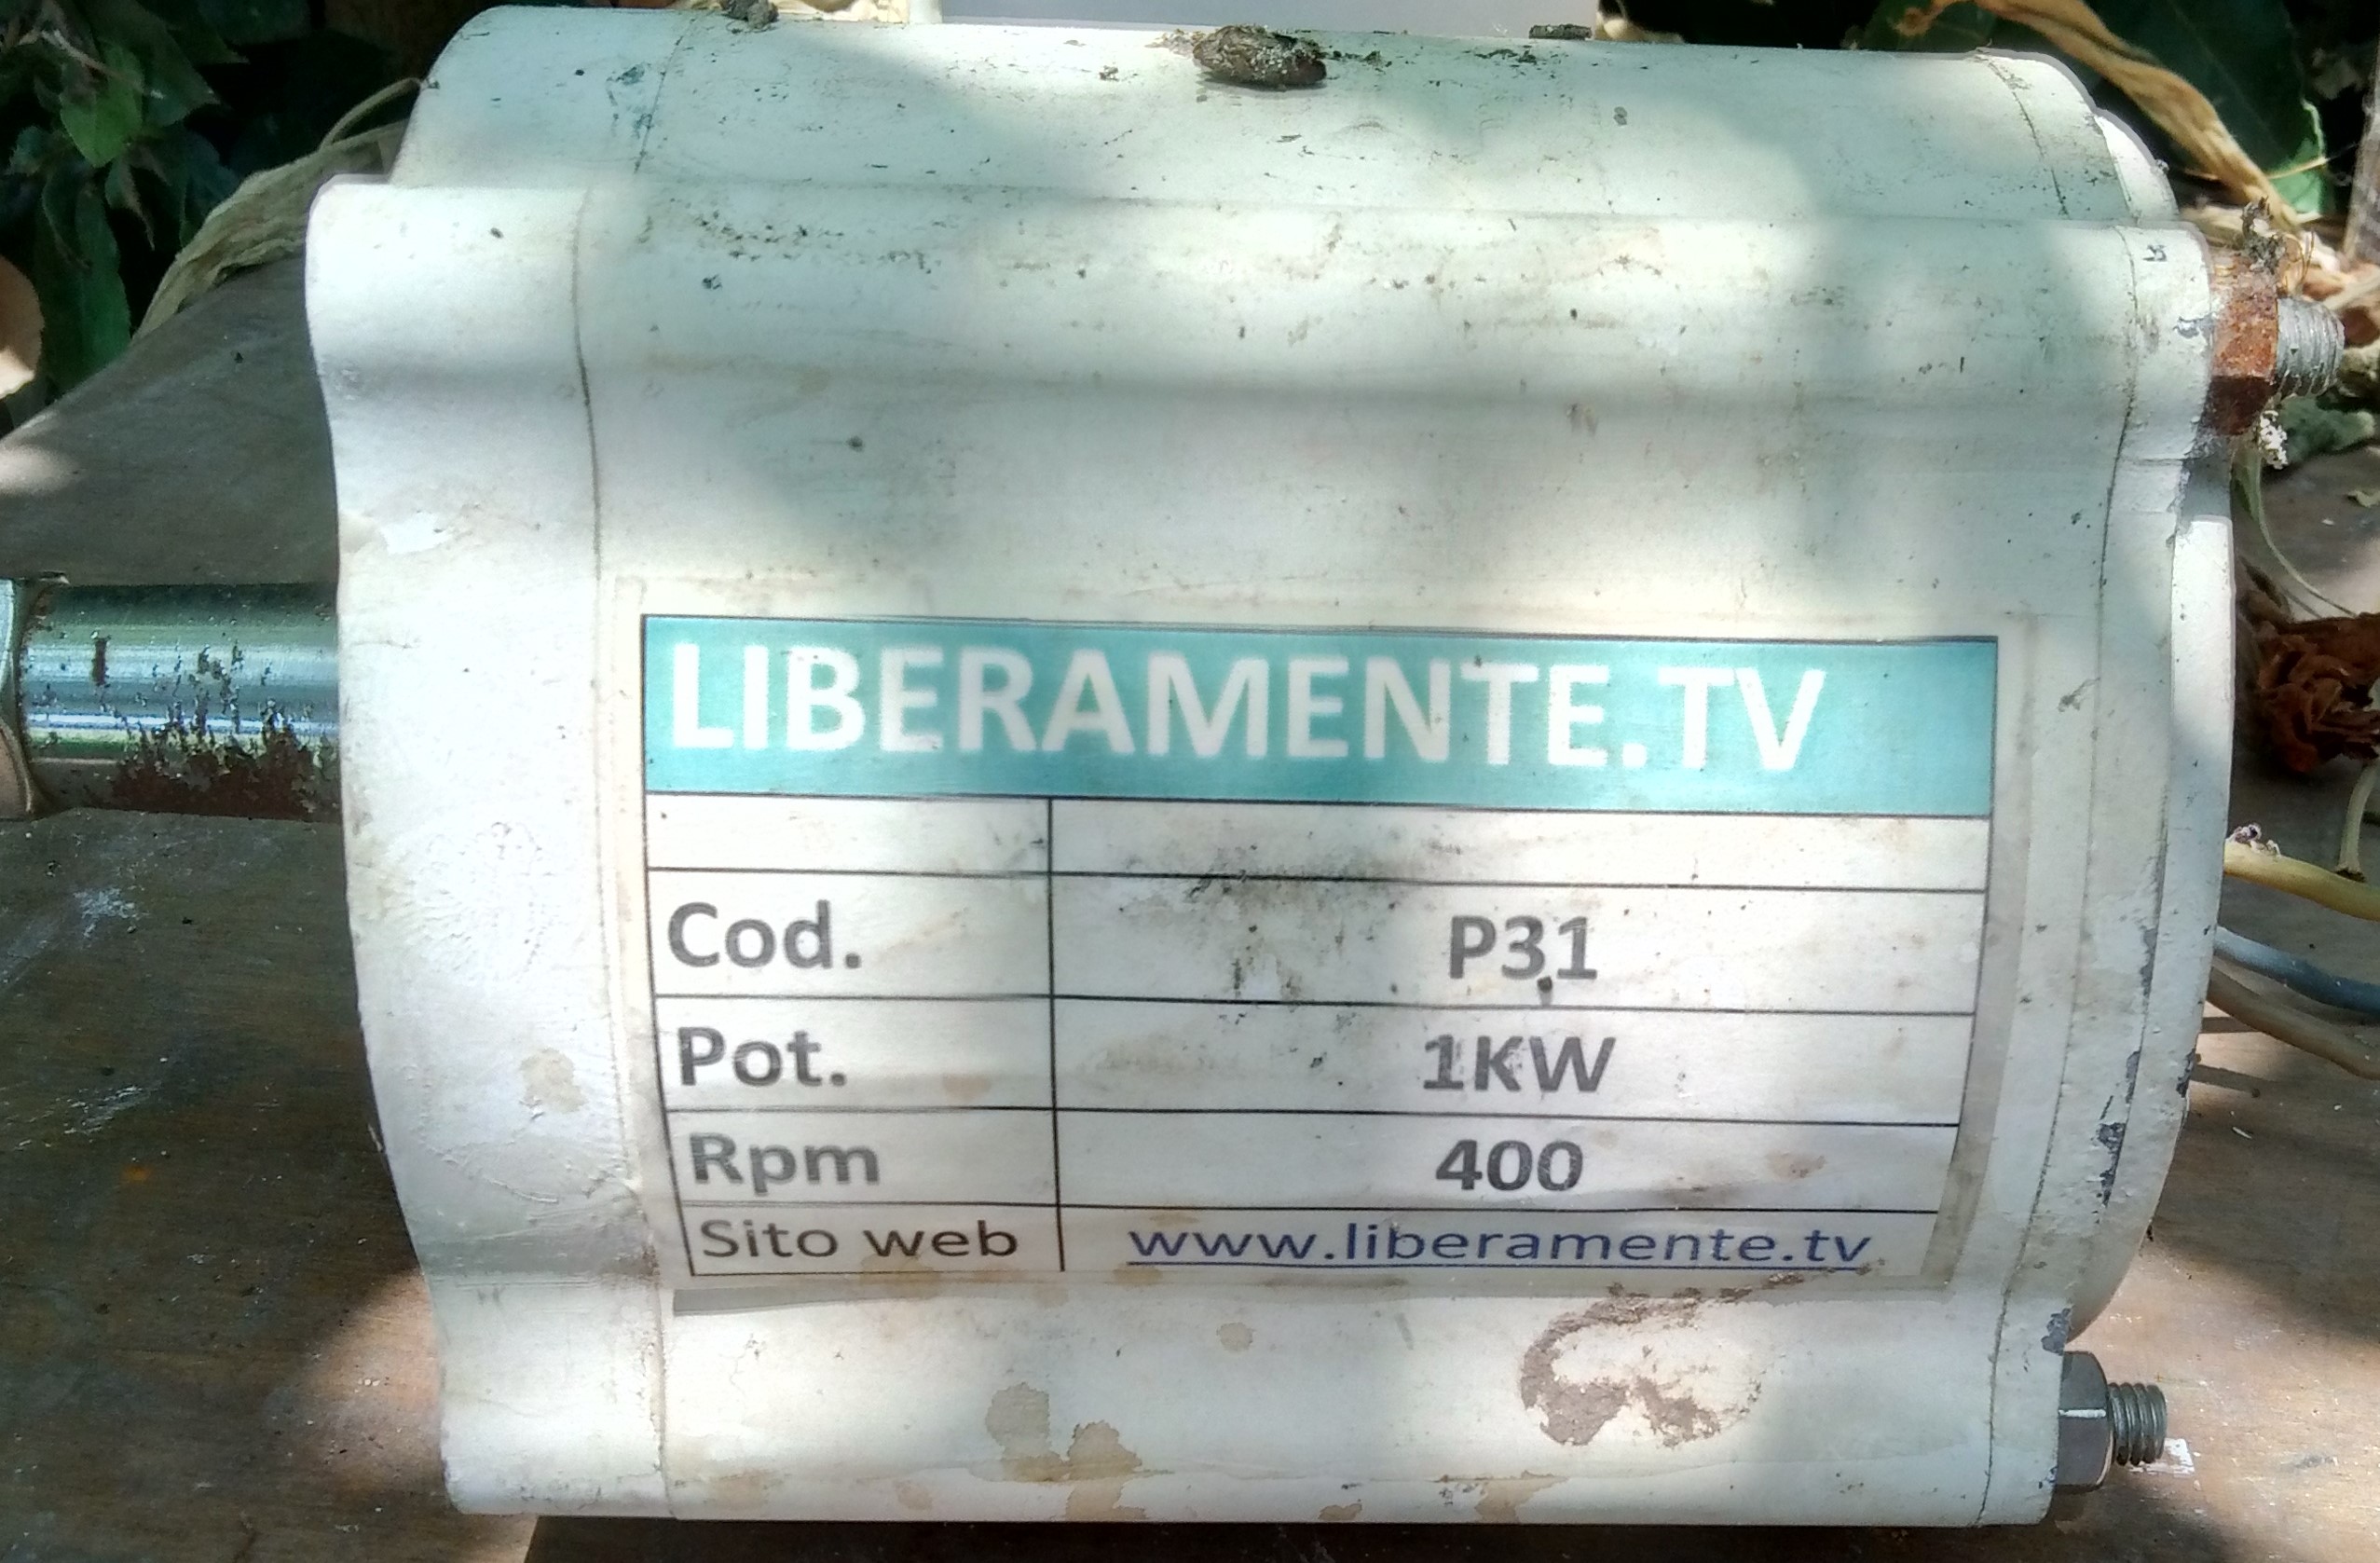 LIBERAMENTE.TV
Cod. P31
Pot. 1KW
Rpm 400
Sito web www.liberamente.tv